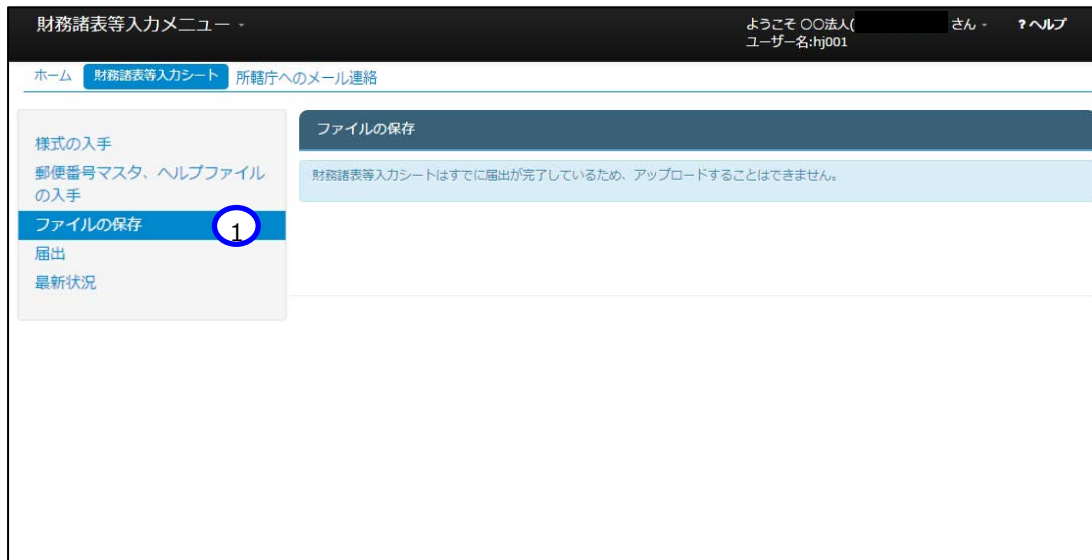 財務諸表等入力メニュー
ようこそ 〇〇法人( さん
? ヘルプ
ユーザー名:hj001
ホーム 財務諸表等入力シート 所轄庁へのメール連絡
様式の入手
郵便番号マスタ、ヘルプファイル
の入手
ファイルの保存
1
届出
最新状況
ファイルの保存
財務諸表等入力シートはすでに届出が完了しているため、アップロードすることはできません。